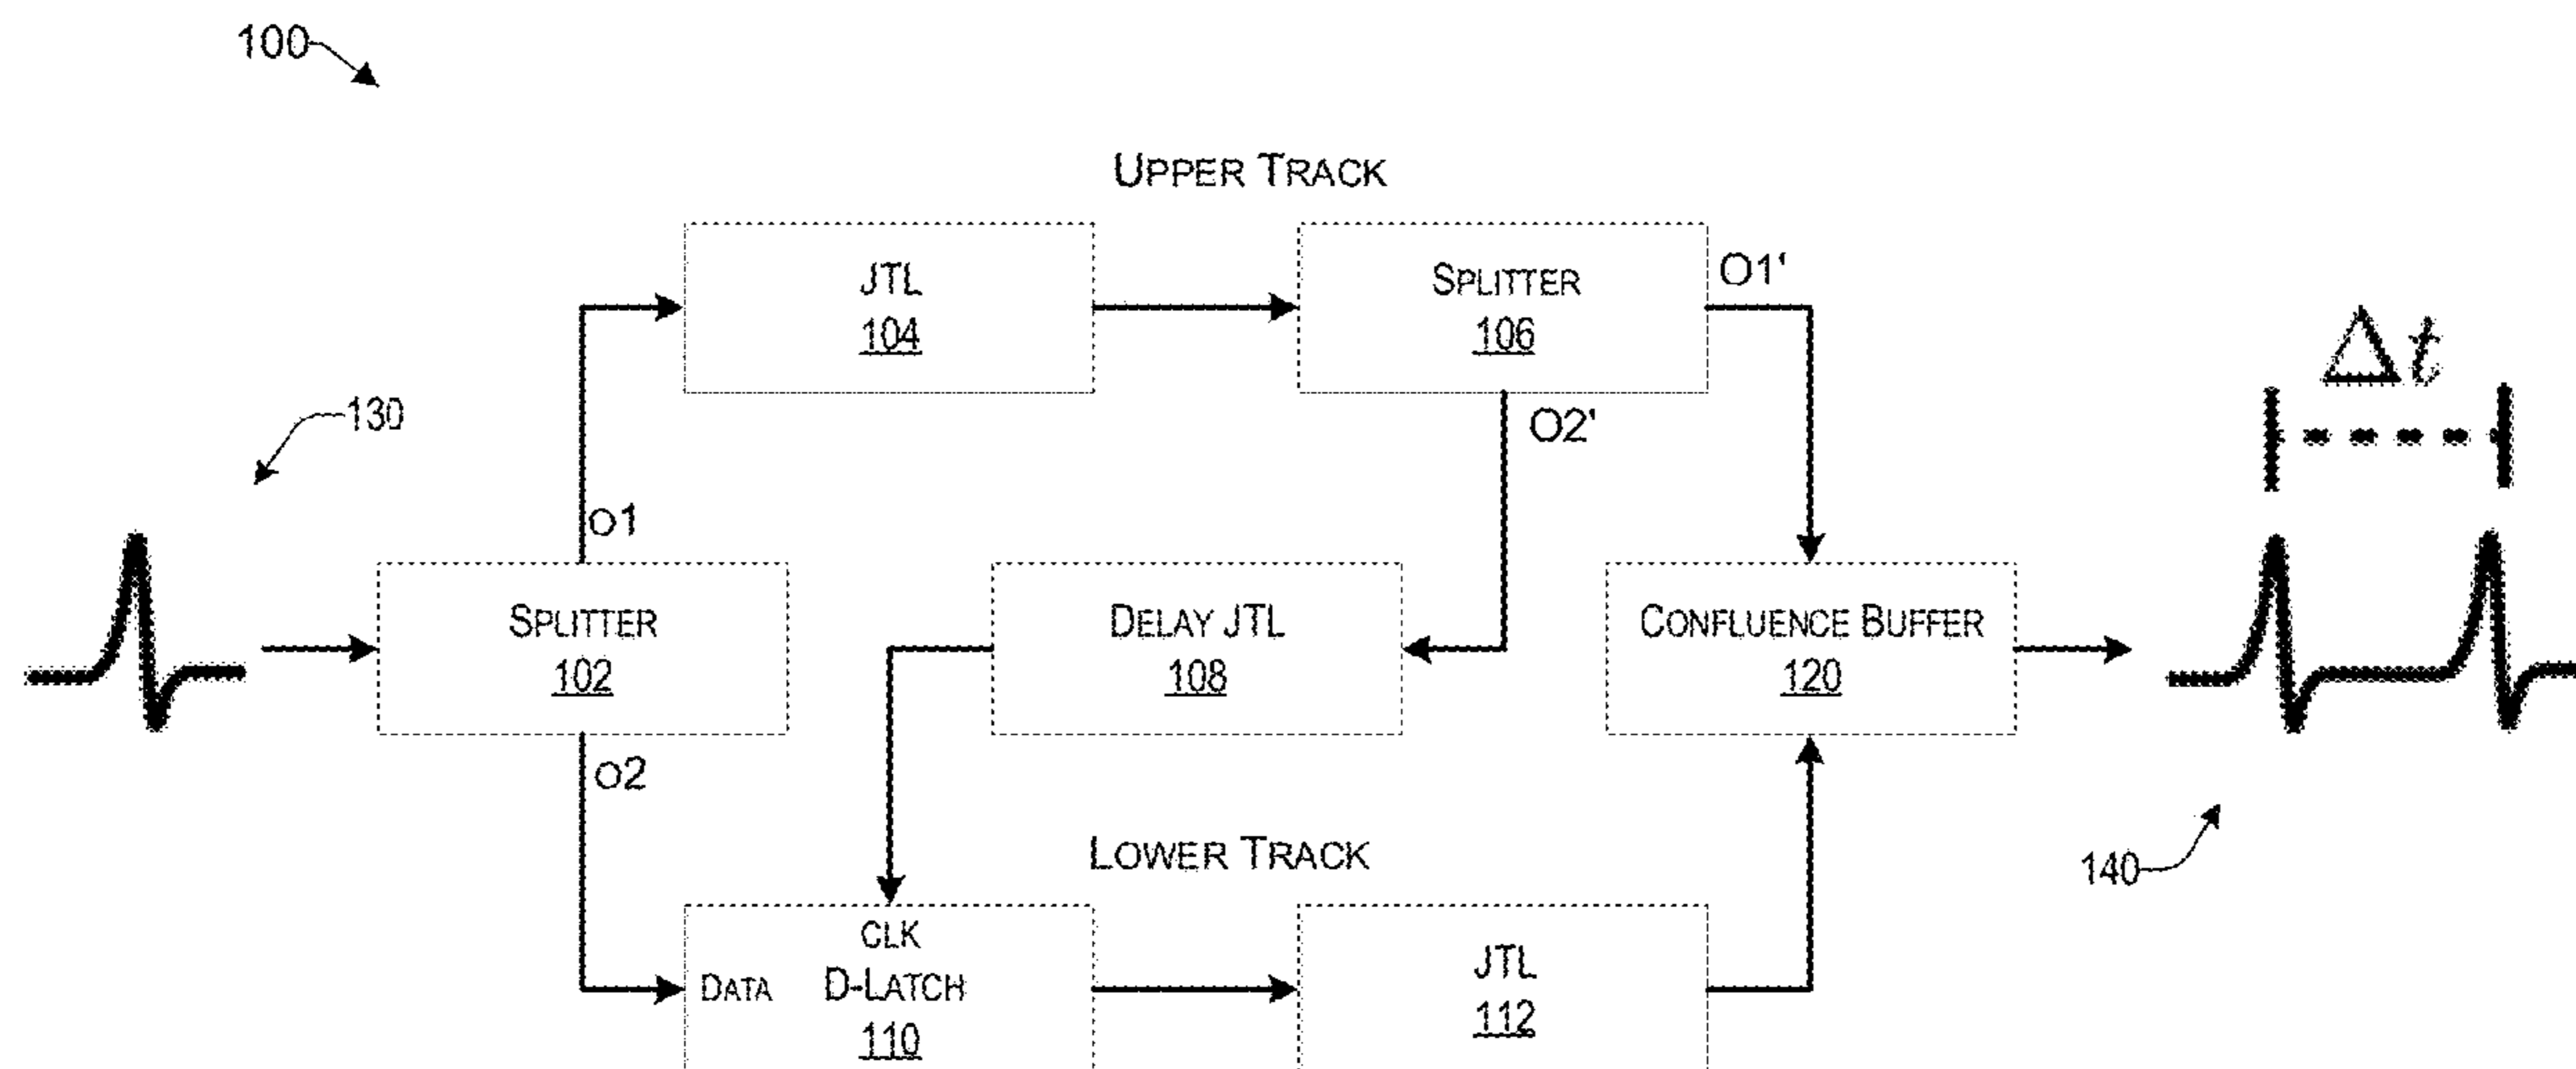 100
UPPER TRACK
JTL
104
SPLITTER
106
O1'
Δt
O2'
130
O1
SPLITTER
102
DELAY JTL
108
CONFLUENCE BUFFER
120
O2
LOWER TRACK
140
CLK
DATA D-LATCH
110
JTL
112